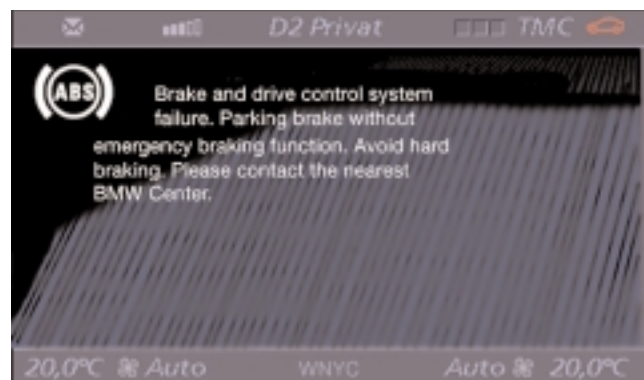 D2 Privat TMC
ABS
Brake and drive control system
failure. Parking brake without
emergency braking function. Avoid hard
braking. Please contact the nearest
BMW Center.
20,0°C Auto WNYC Auto 20,0°C